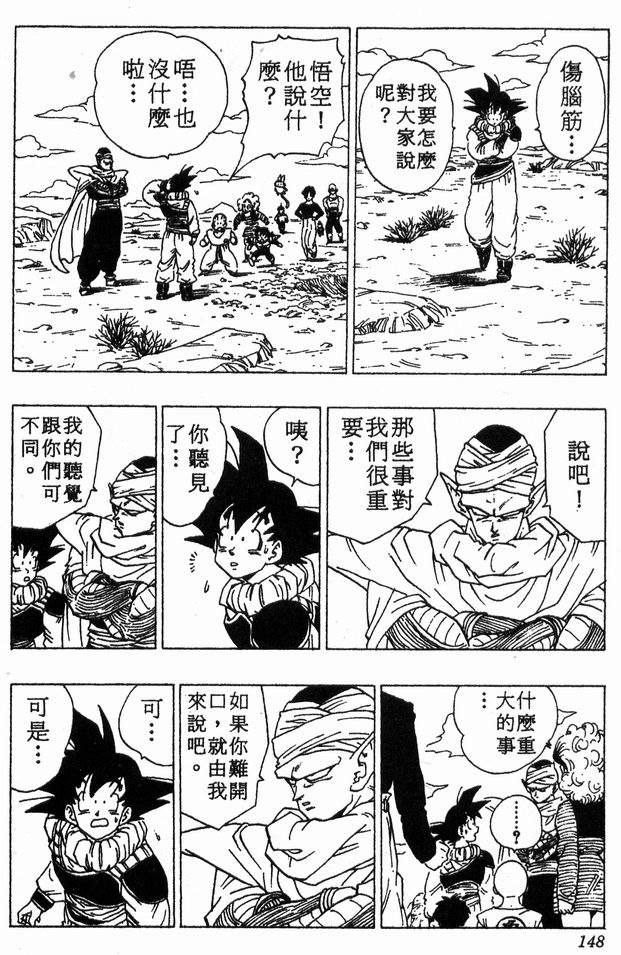 傷腦筋…
我要怎麼
對大家說
呢？
悟空！
他說什
麼？
唔…也
沒什麼
啦…
說吧！
那些事對
我們很重
要…
咦？
你聽見
了…
我的聽覺
跟你們可
不同。
什麼重
大的事
…
……？
如果你難開
口，就由我
來說吧。
可…
可是…
148